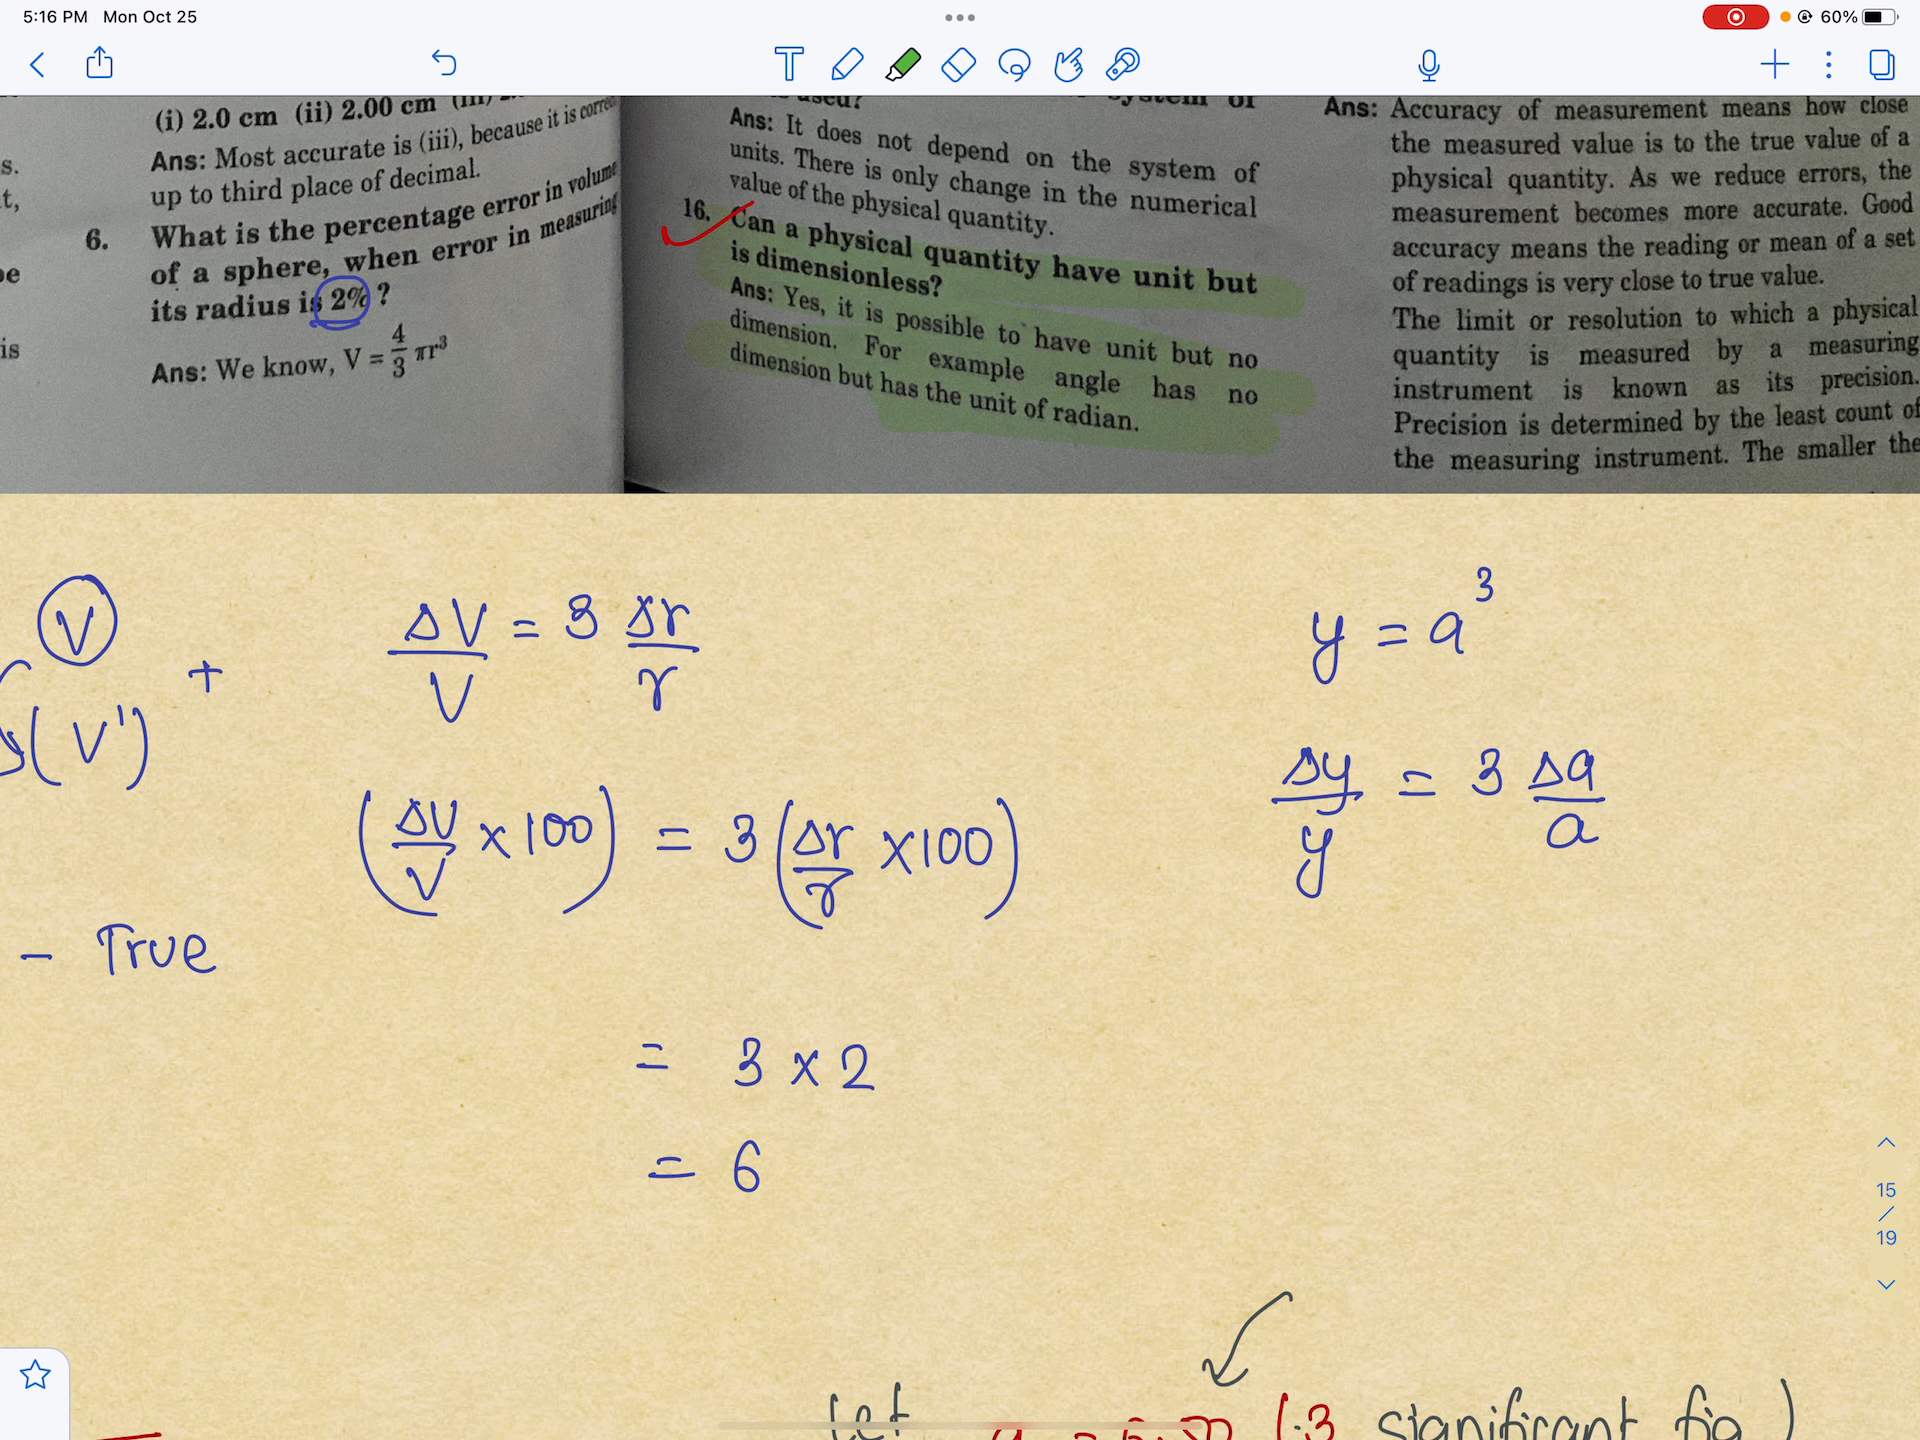 5:16 PM Mon Oct 25
60%
(i) 2.0 cm (ii) 2.00 cm
Ans: Most accurate is (iii), because it is
up to third place of decimal.
6. What is the percentage error in volume
of a sphere, when error in measuring
its radius is 2% ?
Ans: We know, V = 4/3 πr³
Ans: It does not depend on the system of
units. There is only change in the numerical
value of the physical quantity.
16. Can a physical quantity have unit but
is dimensionless?
Ans: Yes, it is possible to have unit but no
dimension. For example angle has no
dimension but has the unit of radian.
Ans: Accuracy of measurement means how close
the measured value is to the true value of a
physical quantity. As we reduce errors, the
measurement becomes more accurate. Good
accuracy means the reading or mean of a set
of readings is very close to true value.
The limit or resolution to which a physical
quantity is measured by a measuring
instrument is known as its precision.
Precision is determined by the least count of
the measuring instrument. The smaller the
V
+
(V')
- True
ΔV/V = 3 Δr/r
(ΔV/V × 100) = 3 (Δr/r × 100)
= 3 × 2
= 6
y = a³
Δy/y = 3 Δa/a
15
/
19
Let
(3 significant fig)